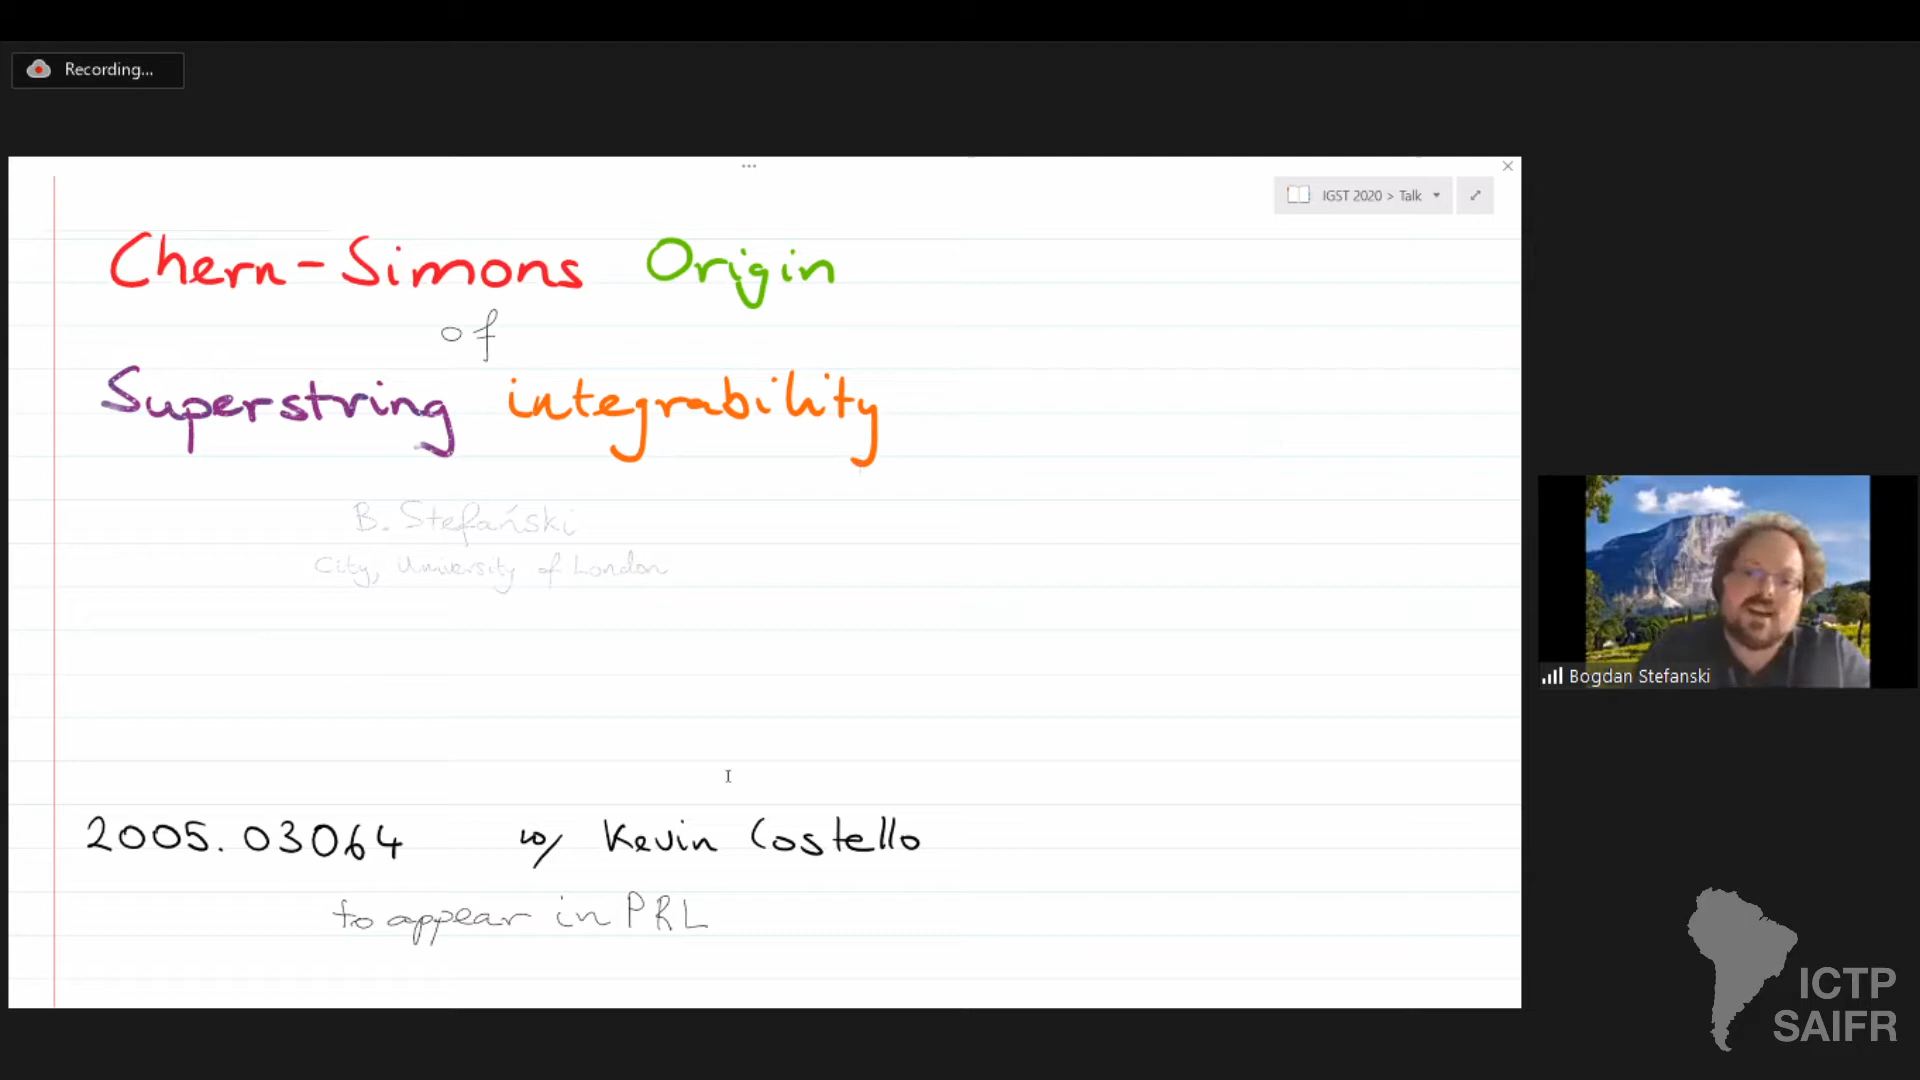 Recording...
IGST 2020 > Talk
Chern-Simons Origin
of
Superstring integrability
B. Stefański
City, University of London
2005.03064 w/ Kevin Costello
to appear in PRL
Bogdan Stefanski
ICTP
SAIFR